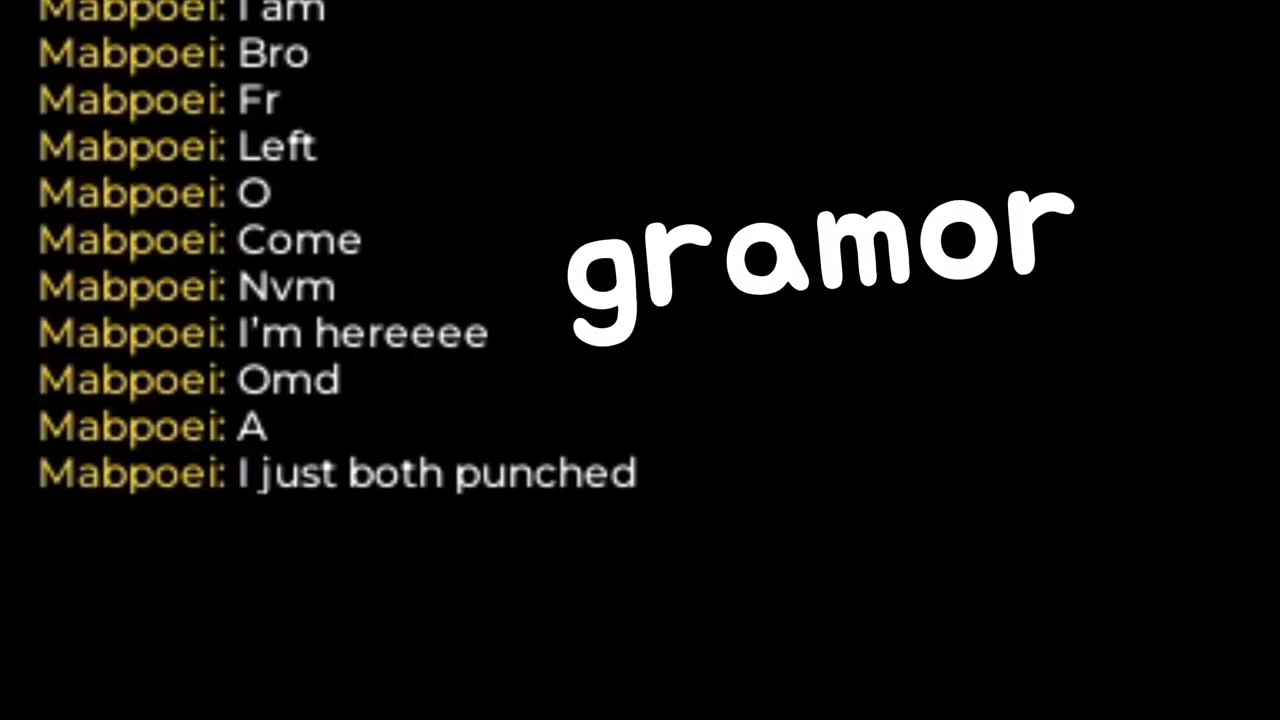 Mabpoei: I am
Mabpoei: Bro
Mabpoei: Fr
Mabpoei: Left
Mabpoei: O
Mabpoei: Come
Mabpoei: Nvm
Mabpoei: I'm hereeee
Mabpoei: Omd
Mabpoei: A
Mabpoei: I just both punched
gramor